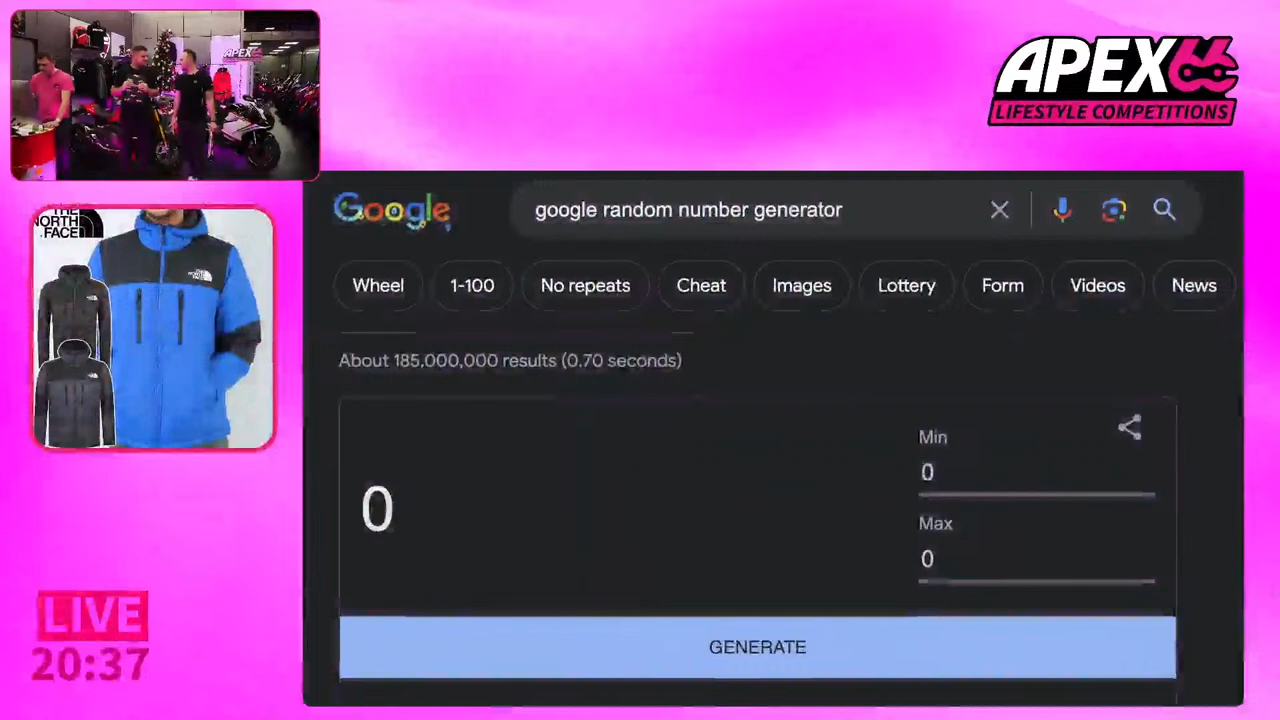 APEX66
LIFESTYLE COMPETITIONS
THE
NORTH
FACE
Google
google random number generator
Wheel
1-100
No repeats
Cheat
Images
Lottery
Form
Videos
News
About 185,000,000 results (0.70 seconds)
Min
0
0
Max
0
GENERATE
LIVE
20:37